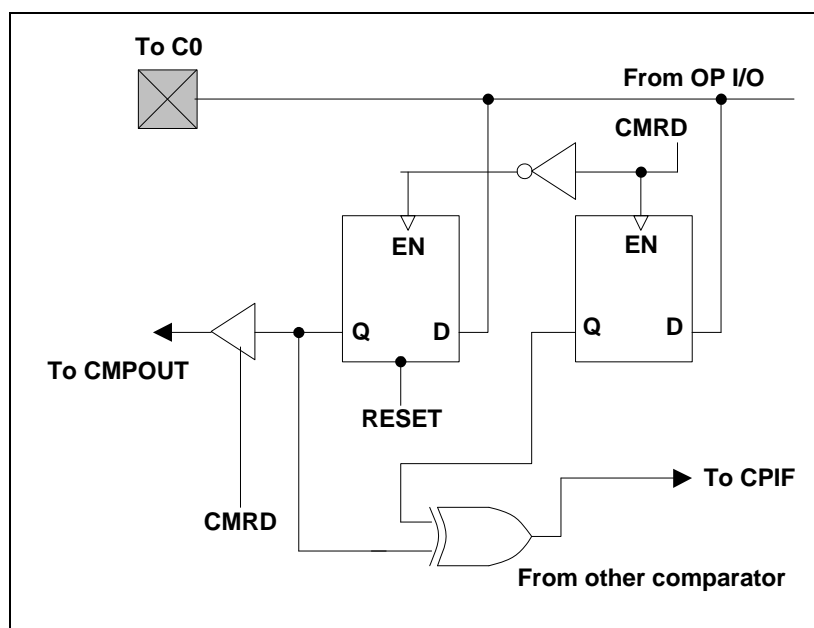 To C0
From OP I/O
CMRD
EN
EN
Q
D
Q
D
To CMPOUT
RESET
To CPIF
CMRD
From other comparator